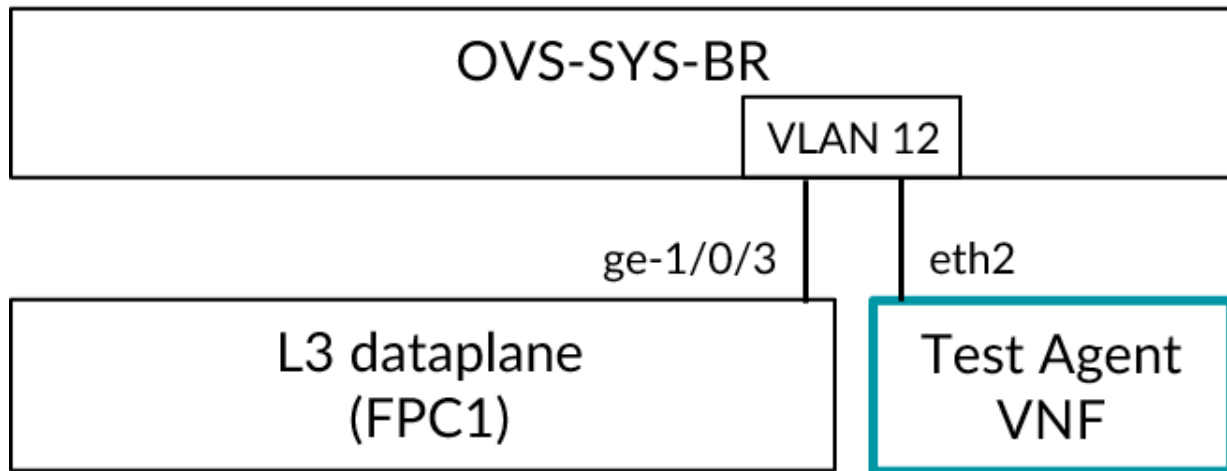 OVS-SYS-BR
VLAN 12
ge-1/0/3
eth2
L3 dataplane
(FPC1)
Test Agent
VNF